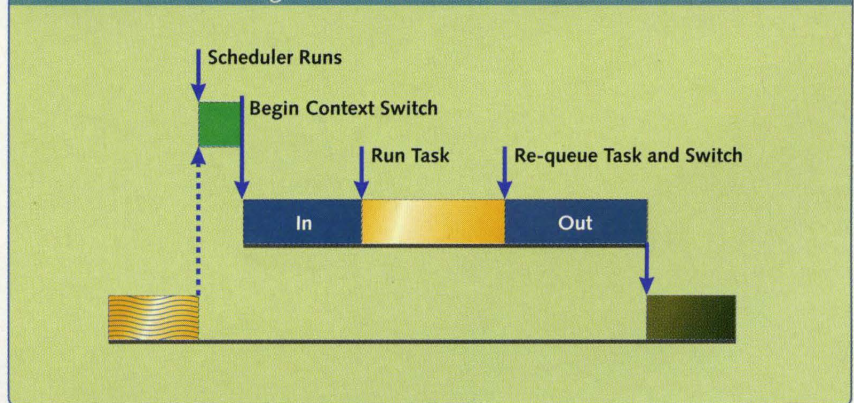 Scheduler Runs
Begin Context Switch
Run Task
Re-queue Task and Switch
In
Out